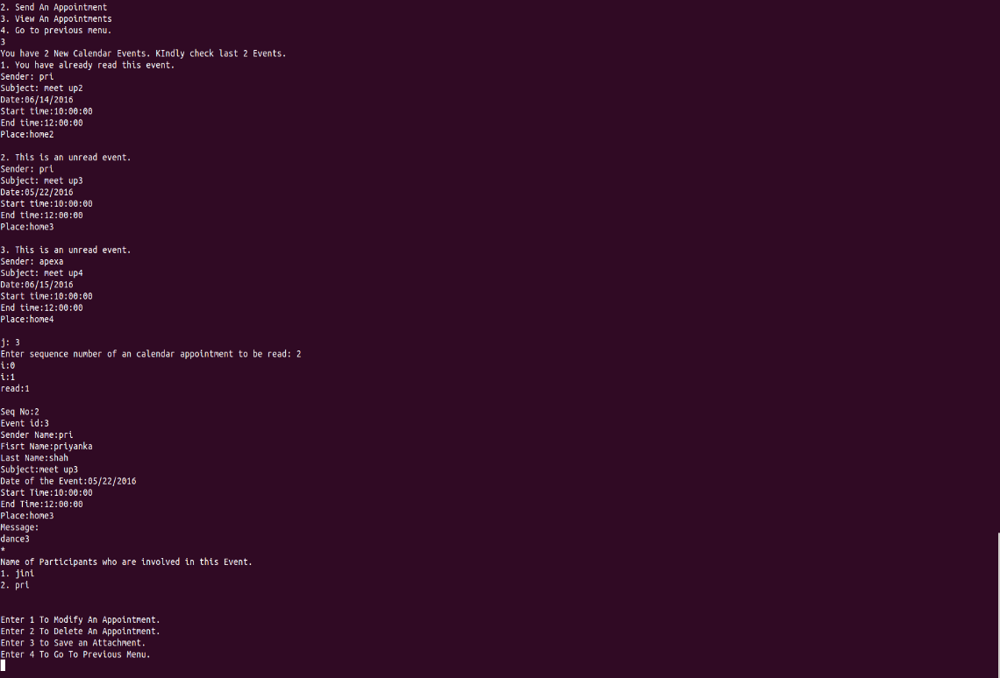 2. Send An Appointment
3. View An Appointments
4. Go to previous menu.
3
You have 2 New Calendar Events. KIndly check last 2 Events.
1. You have already read this event.
Sender: pri
Subject: meet up2
Date:06/14/2016
Start time:10:00:00
End time:12:00:00
Place:home2
2. This is an unread event.
Sender: pri
Subject: meet up3
Date:05/22/2016
Start time:10:00:00
End time:12:00:00
Place:home3
3. This is an unread event.
Sender: apexa
Subject: meet up4
Date:06/15/2016
Start time:10:00:00
End time:12:00:00
Place:home4
j: 3
Enter sequence number of an calendar appointment to be read: 2
i:0
i:1
read:1
Seq No:2
Event id:3
Sender Name:pri
Fisrt Name:priyanka
Last Name:shah
Subject:meet up3
Date of the Event:05/22/2016
Start Time:10:00:00
End Time:12:00:00
Place:home3
Message:
dance3
*
Name of Participants who are involved in this Event.
1. jini
2. pri
Enter 1 To Modify An Appointment.
Enter 2 To Delete An Appointment.
Enter 3 to Save an Attachment.
Enter 4 To Go To Previous Menu.